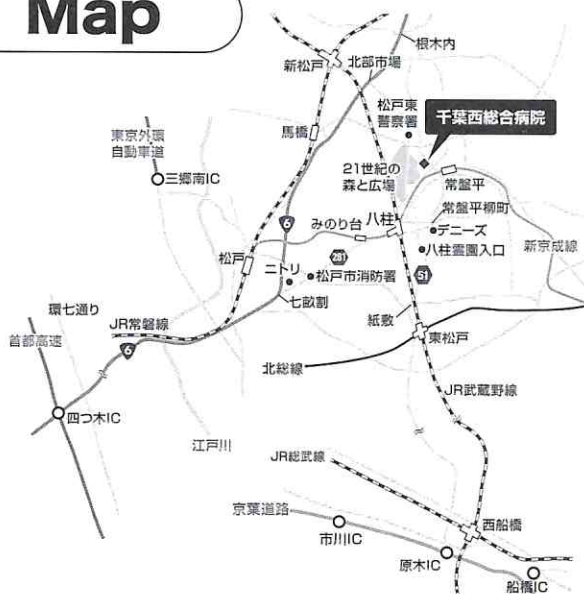 Map
根木内
新松戸
北部市場
松戸東
警察署
千葉西総合病院
馬橋
東京外環
自動車道
三郷南IC
21世紀の
森と広場
常盤平
常盤平柳町
みのり台
八柱
デニーズ
八柱霊園入口
新京成線
6
281
51
松戸
ニトリ
松戸市消防署
七畝割
環七通り
JR常磐線
首都高速
6
紙敷
東松戸
北総線
四つ木IC
JR武蔵野線
江戸川
JR総武線
京葉道路
市川IC
西船橋
原木IC
船橋IC